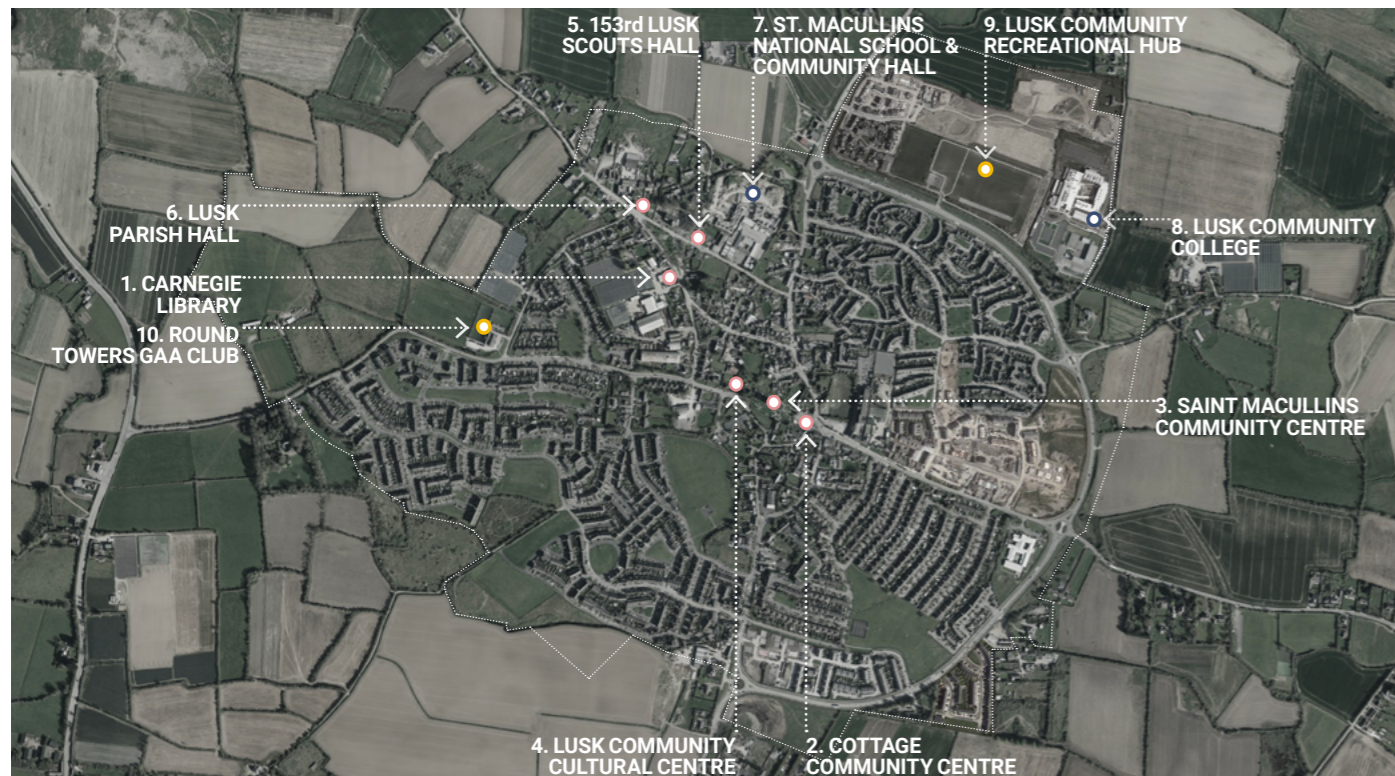 5. 153rd LUSK
SCOUTS HALL
7. ST. MACULLINS
NATIONAL SCHOOL &
COMMUNITY HALL
9. LUSK COMMUNITY
RECREATIONAL HUB
6. LUSK
PARISH HALL
8. LUSK COMMUNITY
COLLEGE
1. CARNEGIE
LIBRARY
10. ROUND
TOWERS GAA CLUB
3. SAINT MACULLINS
COMMUNITY CENTRE
4. LUSK COMMUNITY
CULTURAL CENTRE
2. COTTAGE
COMMUNITY CENTRE